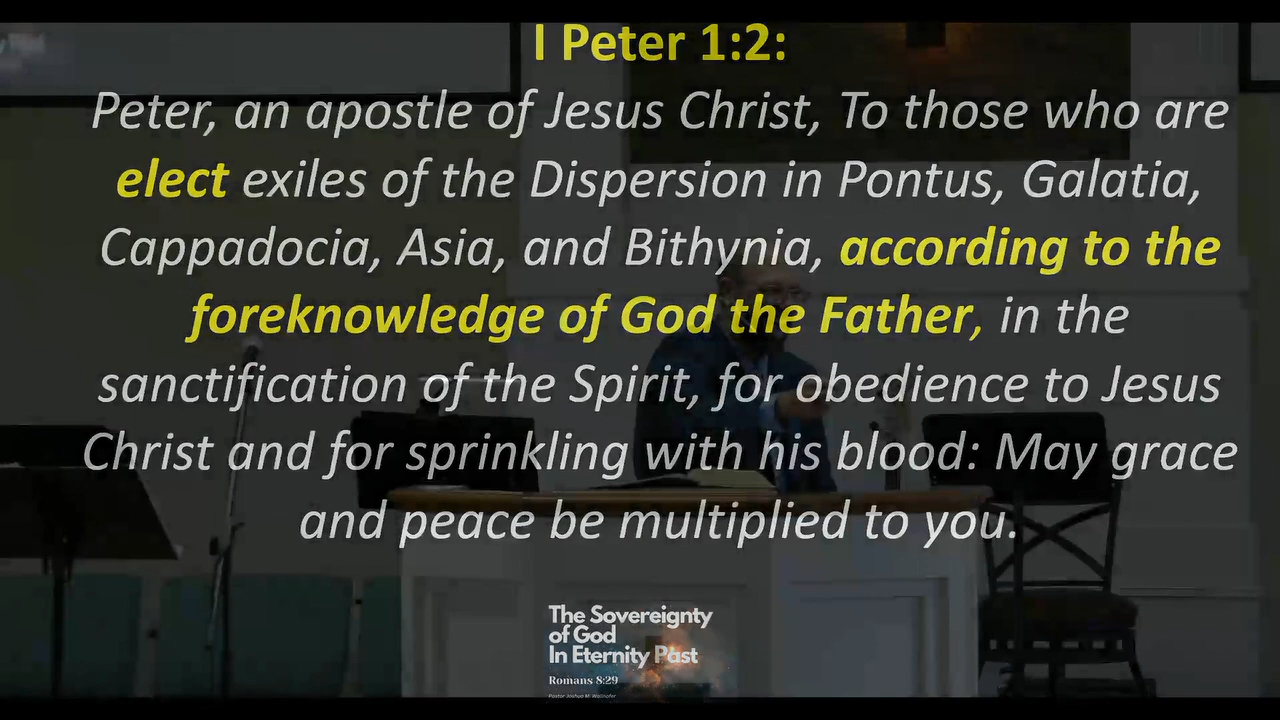 I Peter 1:2:
Peter, an apostle of Jesus Christ, To those who are
elect exiles of the Dispersion in Pontus, Galatia,
Cappadocia, Asia, and Bithynia, according to the
foreknowledge of God the Father, in the
sanctification of the Spirit, for obedience to Jesus
Christ and for sprinkling with his blood: May grace
and peace be multiplied to you.
The Sovereignty
of God
In Eternity Past
Romans 8:29
Pastor Joshua M. Wallnofer